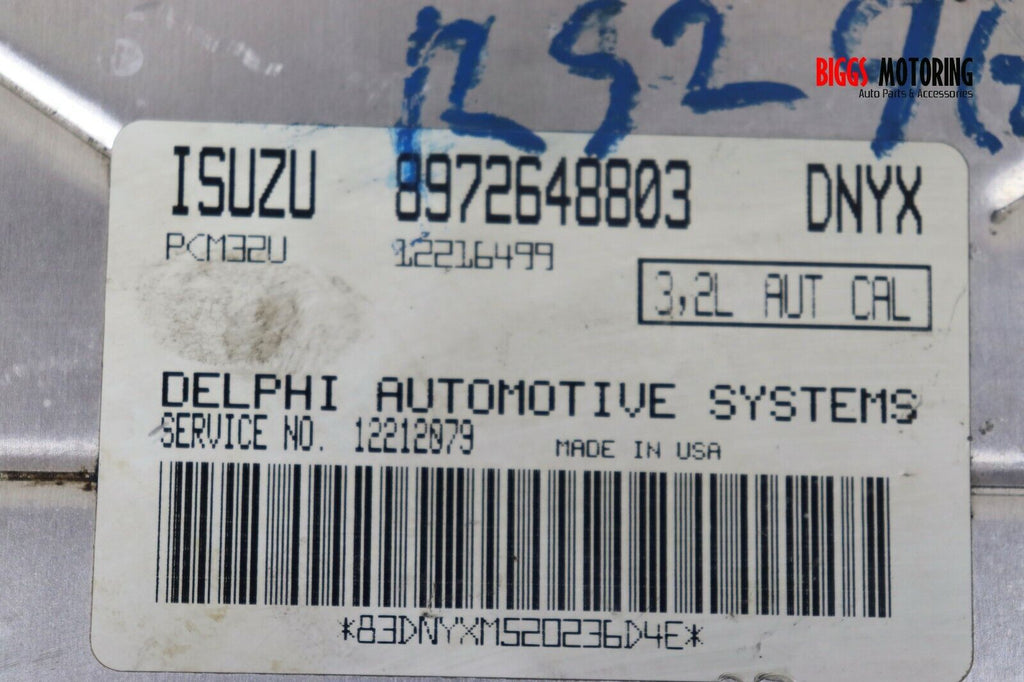 BIGGS MOTORING
Auto Parts & Accessories
ISUZU 8972648803 DNYX
PCM32U 12216499
3,2L AUT CAL
DELPHI AUTOMOTIVE SYSTEMS
SERVICE NO. 12212079 MADE IN USA
*83DNYXMS20236D4E*